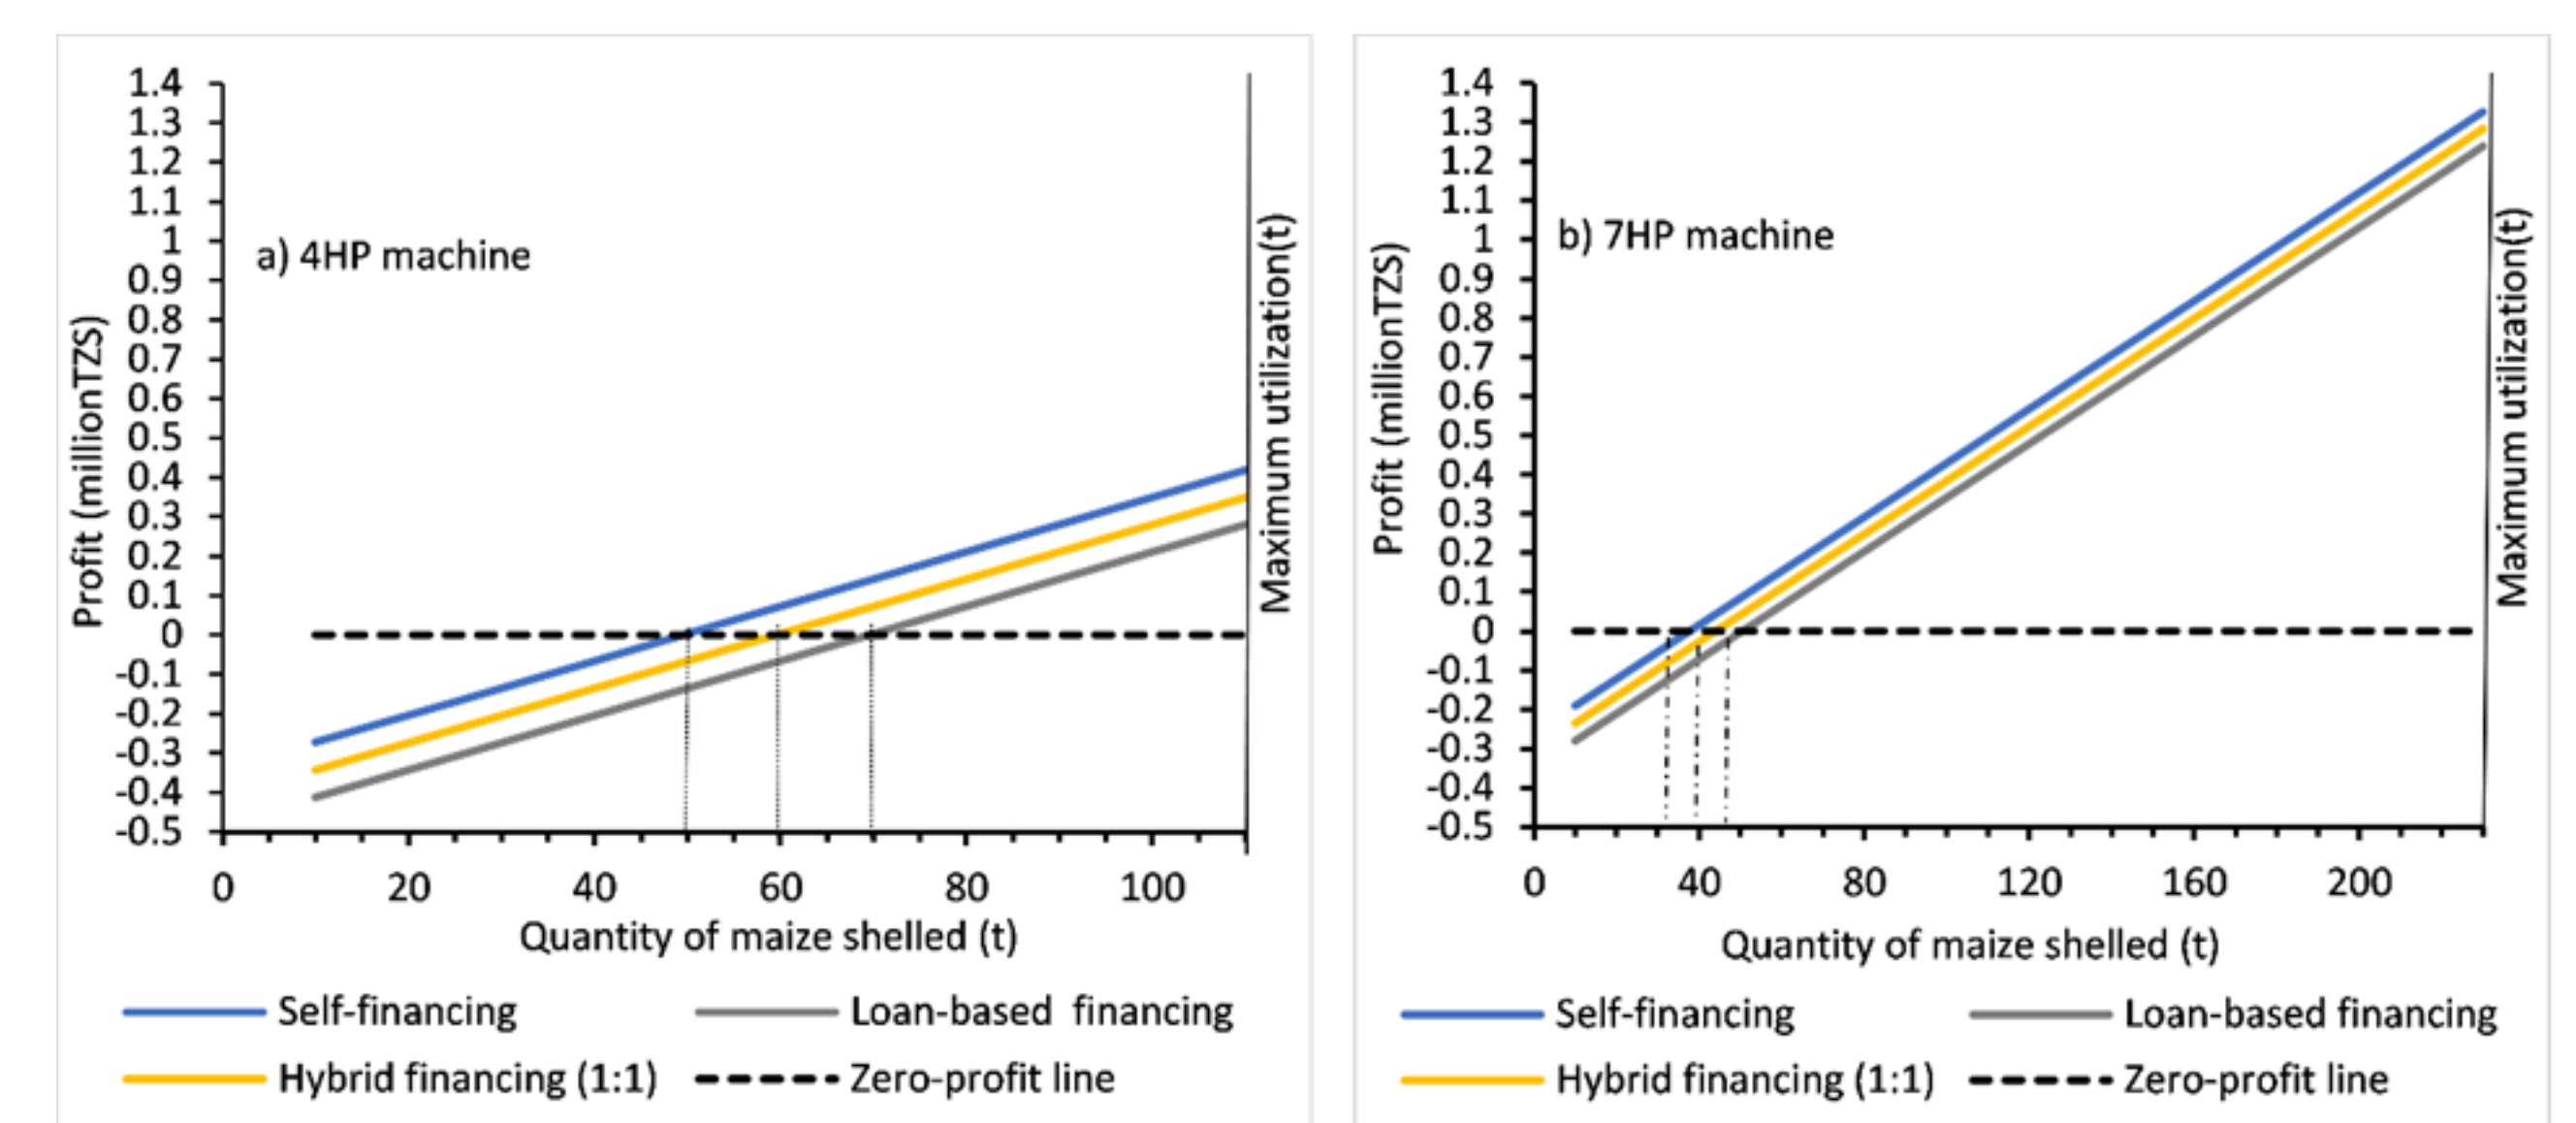 1.4
1.3
1.2
1.1
1
0.9
0.8
0.7
0.6
0.5
0.4
0.3
0.2
0.1
0
-0.1
-0.2
-0.3
-0.4
-0.5
Profit (millionTZS)
a) 4HP machine
Maximum utilization(t)
0 20 40 60 80 100
Quantity of maize shelled (t)
Self-financing
Loan-based financing
Hybrid financing (1:1)
Zero-profit line
1.4
1.3
1.2
1.1
1
0.9
0.8
0.7
0.6
0.5
0.4
0.3
0.2
0.1
0
-0.1
-0.2
-0.3
-0.4
-0.5
Profit (millionTZS)
b) 7HP machine
Maximum utilization(t)
0 40 80 120 160 200
Quantity of maize shelled (t)
Self-financing
Loan-based financing
Hybrid financing (1:1)
Zero-profit line